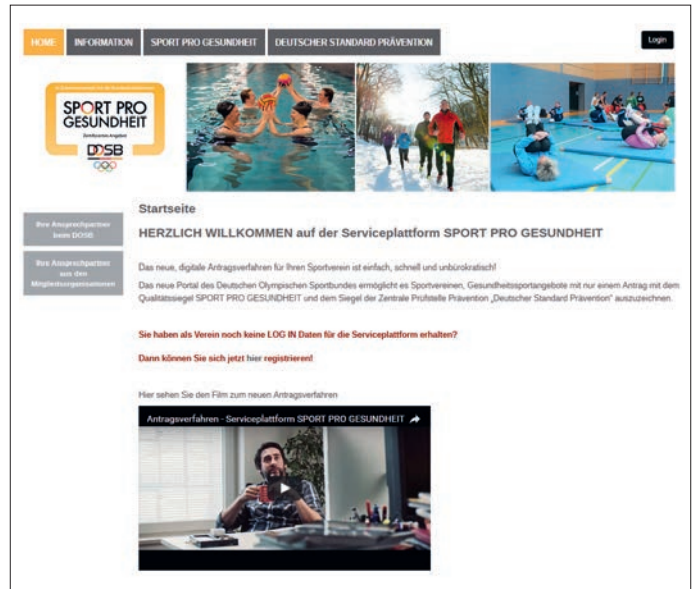 HOME
INFORMATION
SPORT PRO GESUNDHEIT
DEUTSCHER STANDARD PRÄVENTION
Login
SPORT PRO
GESUNDHEIT
Zertifiziertes Angebot
DOSB
Ihre Ansprechpartner
beim DOSB
Ihre Ansprechpartner
aus den
Mitgliedsorganisationen
Startseite
HERZLICH WILLKOMMEN auf der Serviceplattform SPORT PRO GESUNDHEIT
Das neue, digitale Antragsverfahren für Ihren Sportverein ist einfach, schnell und unbürokratisch!
Das neue Portal des Deutschen Olympischen Sportbundes ermöglicht es Sportvereinen, Gesundheitssportangebote mit nur einem Antrag mit dem
Qualitätssiegel SPORT PRO GESUNDHEIT und dem Siegel der Zentrale Prüfstelle Prävention „Deutscher Standard Prävention" auszuzeichnen.
Sie haben als Verein noch keine LOG IN Daten für die Serviceplattform erhalten?
Dann können Sie sich jetzt hier registrieren!
Hier sehen Sie den Film zum neuen Antragsverfahren
Antragsverfahren - Serviceplattform SPORT PRO GESUNDHEIT